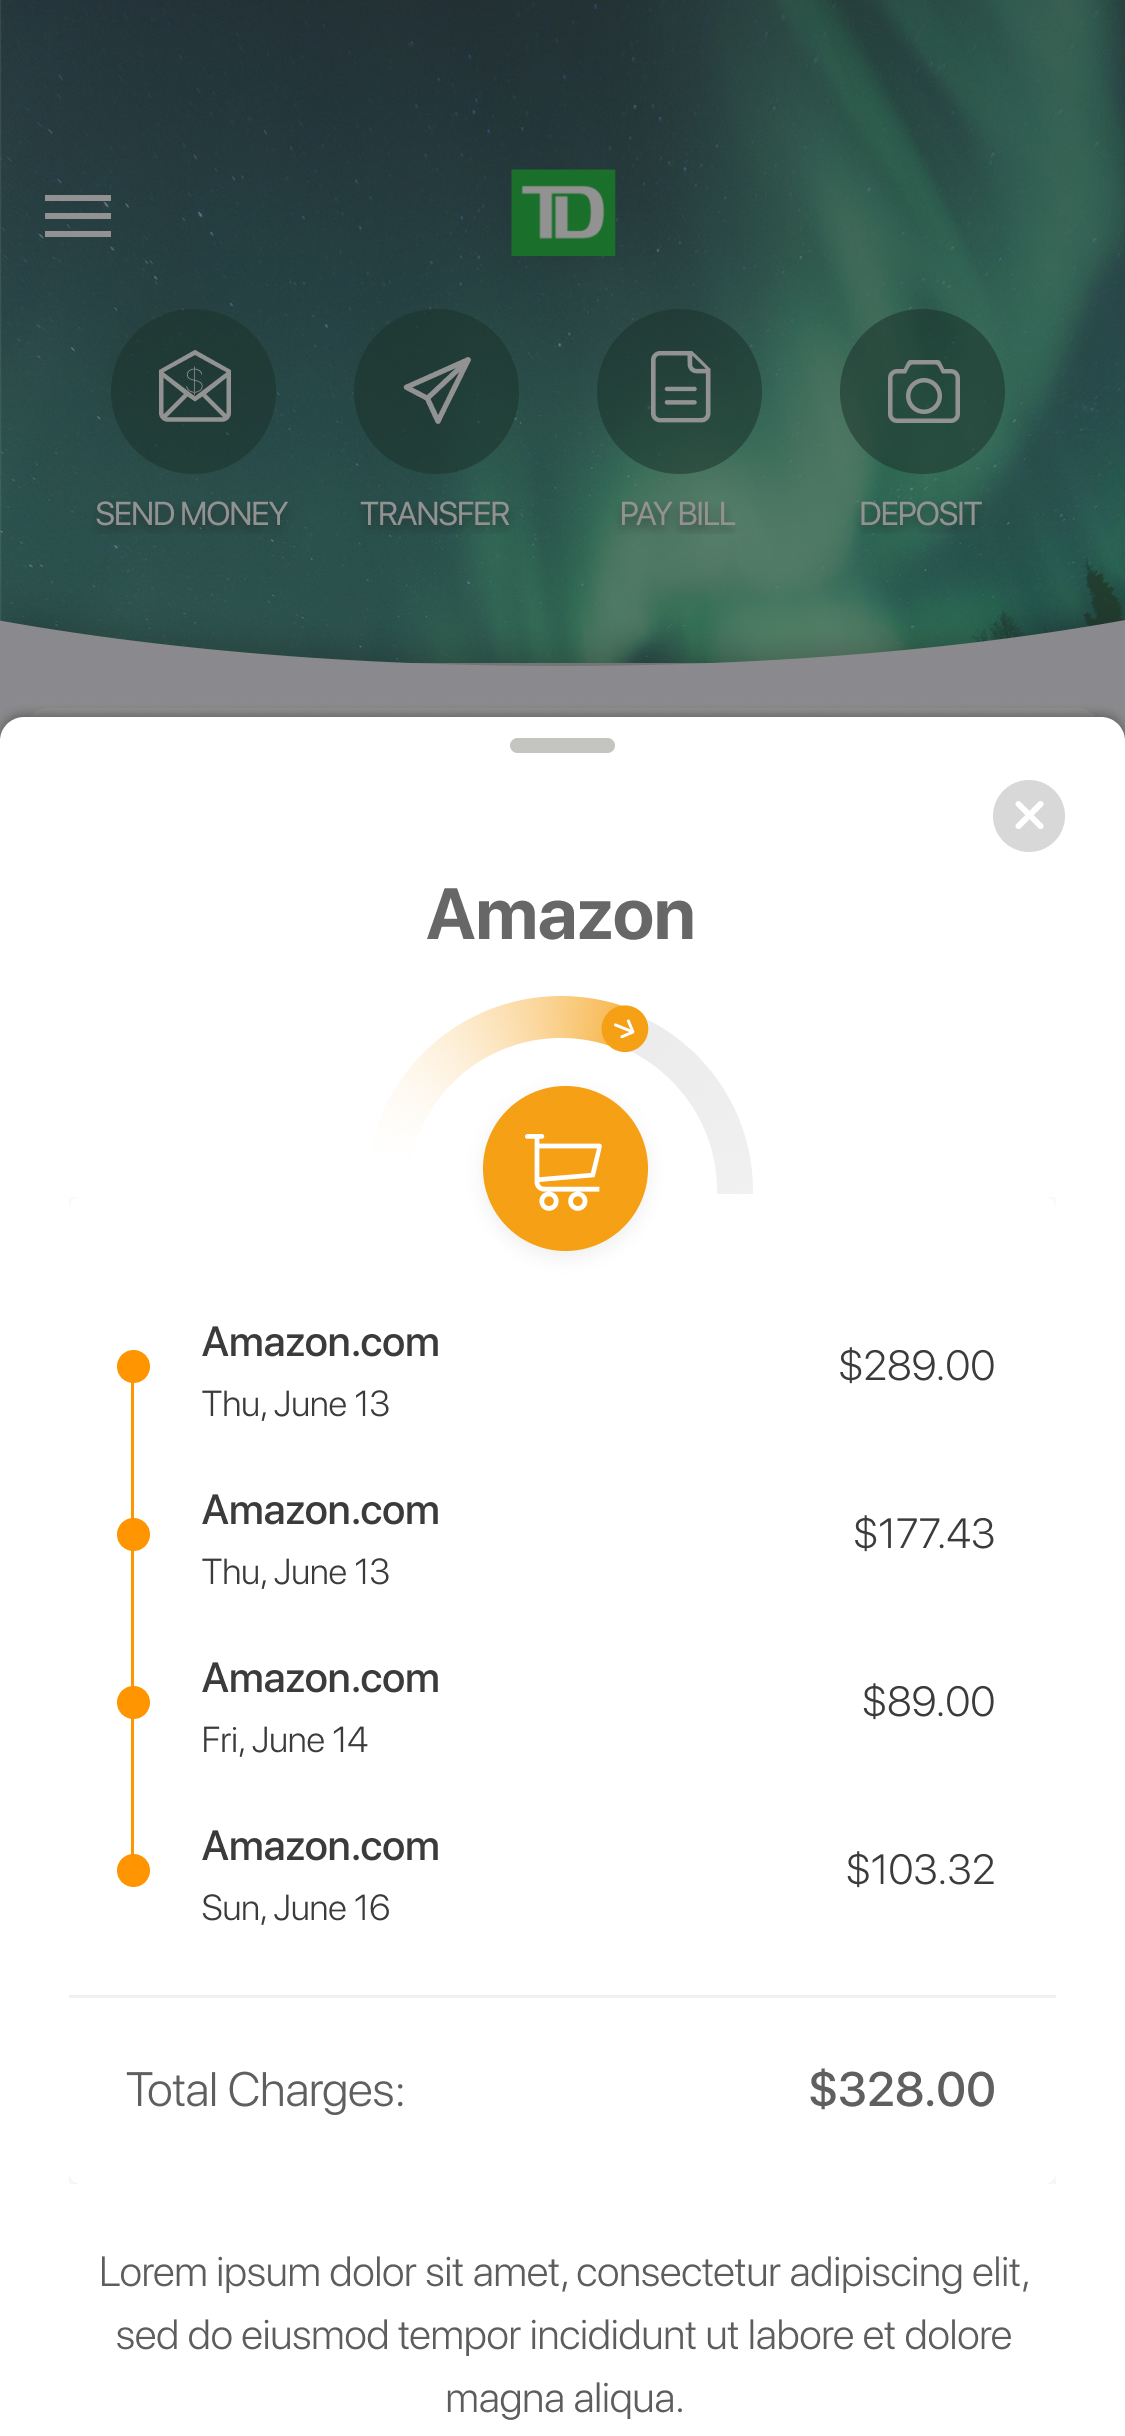 TD
SEND MONEY TRANSFER PAY BILL DEPOSIT
Amazon
Amazon.com
$289.00
Thu, June 13
Amazon.com
$177.43
Thu, June 13
Amazon.com
$89.00
Fri, June 14
Amazon.com
$103.32
Sun, June 16
Total Charges: $328.00
Lorem ipsum dolor sit amet, consectetur adipiscing elit,
sed do eiusmod tempor incididunt ut labore et dolore
magna aliqua.